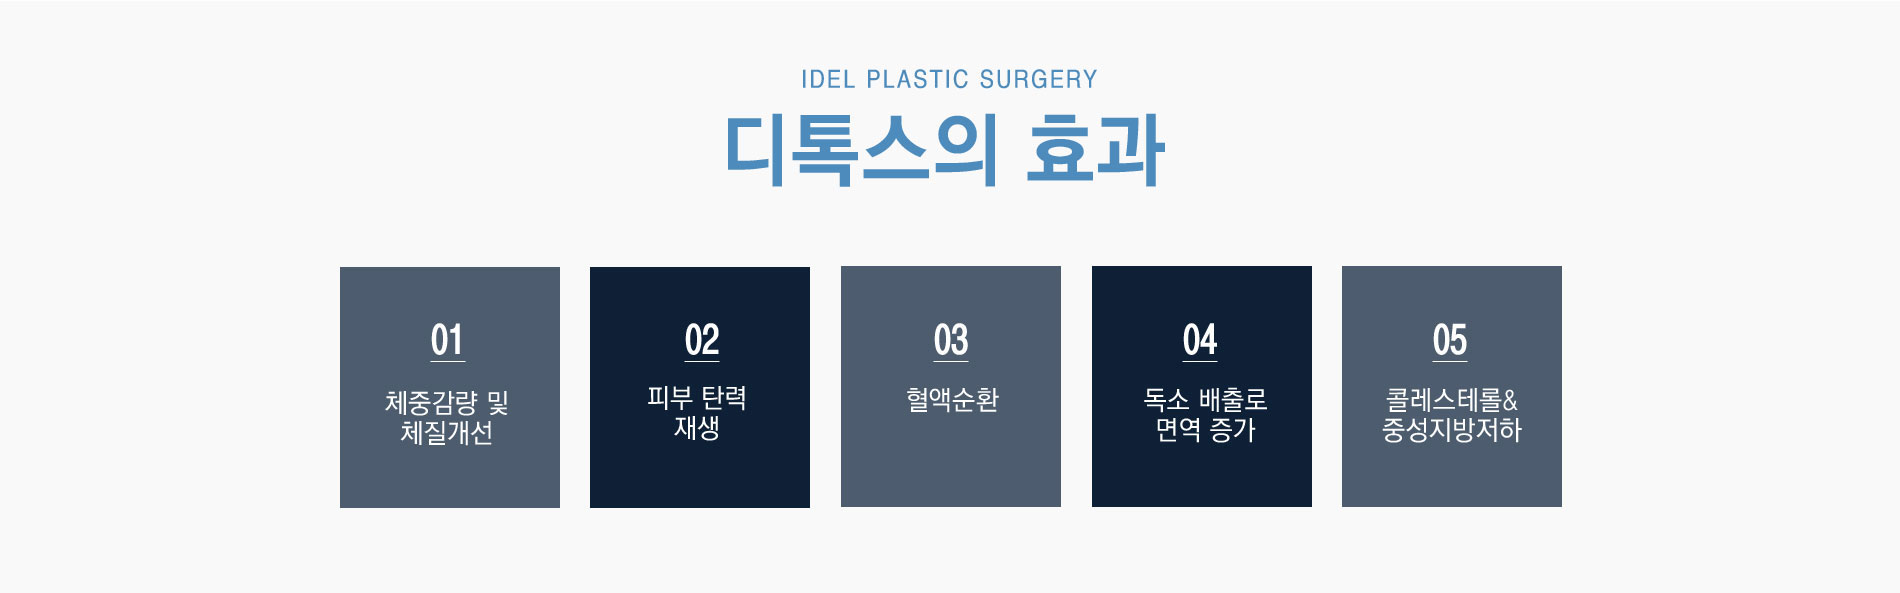 IDEL PLASTIC SURGERY
디톡스의 효과
01
체중감량 및
체질개선
02
피부 탄력
재생
03
혈액순환
04
독소 배출로
면역 증가
05
콜레스테롤&
중성지방저하